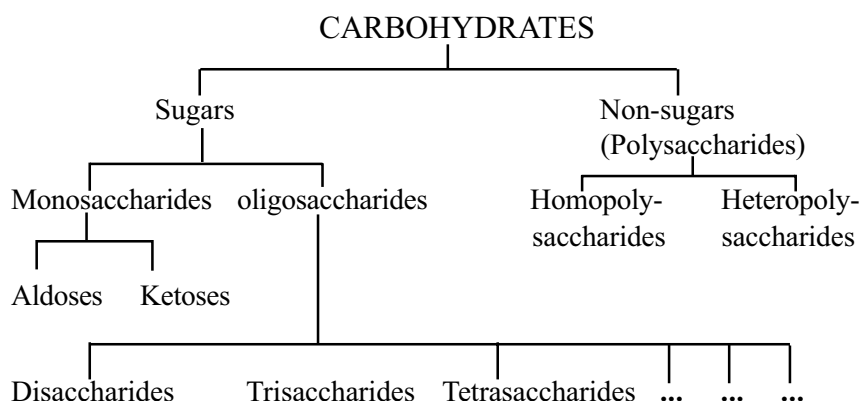 CARBOHYDRATES
Sugars
Non-sugars
(Polysaccharides)
Monosaccharides
oligosaccharides
Homopoly-
saccharides
Heteropoly-
saccharides
Aldoses
Ketoses
Disaccharides
Trisaccharides
Tetrasaccharides
...
...
...